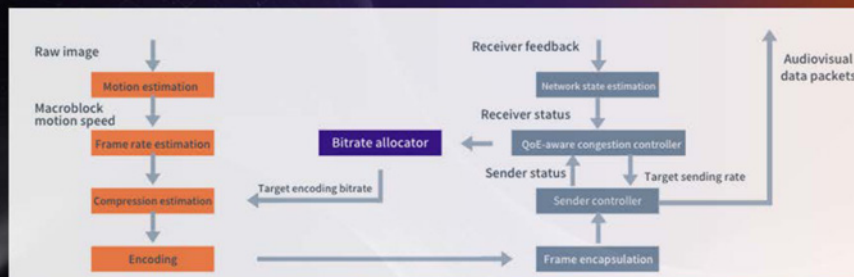 Raw image
Motion estimation
Macroblock
motion speed
Frame rate estimation
Compression estimation
Encoding
Bitrate allocator
Target encoding bitrate
Receiver feedback
Network state estimation
Receiver status
QoE-aware congestion controller
Sender status
Target sending rate
Sender controller
Frame encapsulation
Audiovisual
data packets